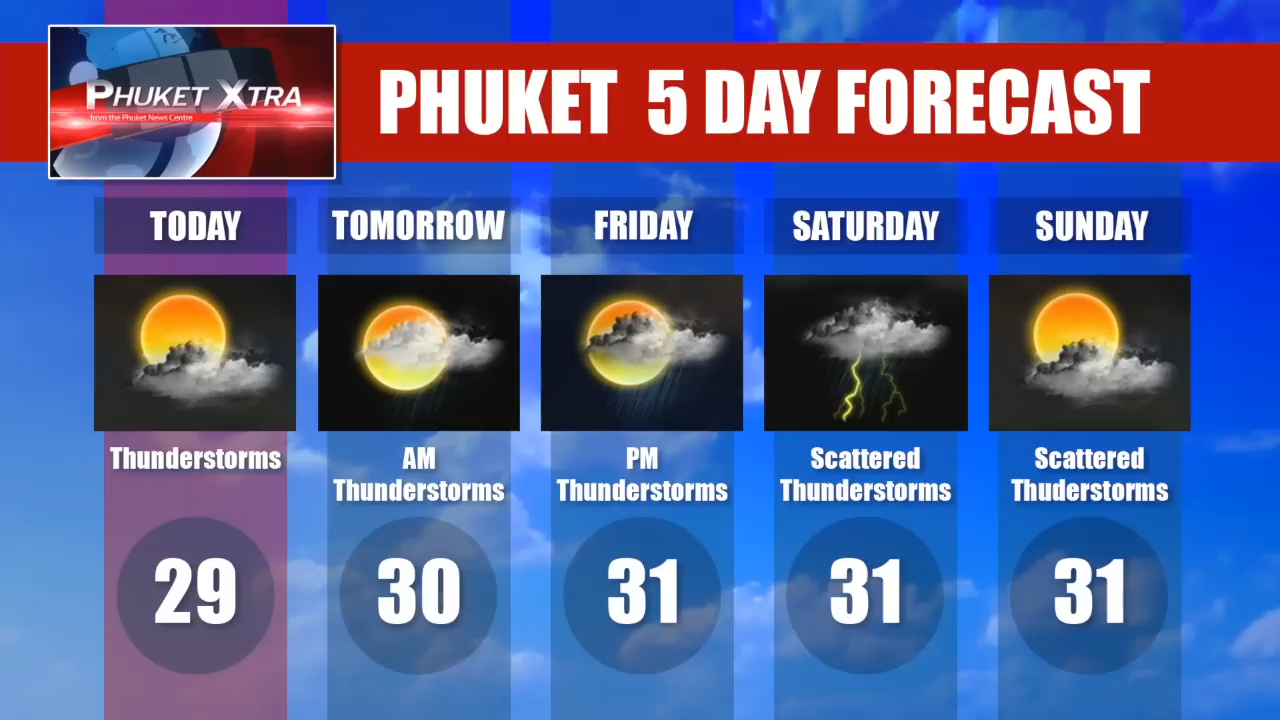 PHUKET XTRA
from the Phuket News Centre
PHUKET 5 DAY FORECAST
TODAY
Thunderstorms
29
TOMORROW
AM
Thunderstorms
30
FRIDAY
PM
Thunderstorms
31
SATURDAY
Scattered
Thunderstorms
31
SUNDAY
Scattered
Thuderstorms
31